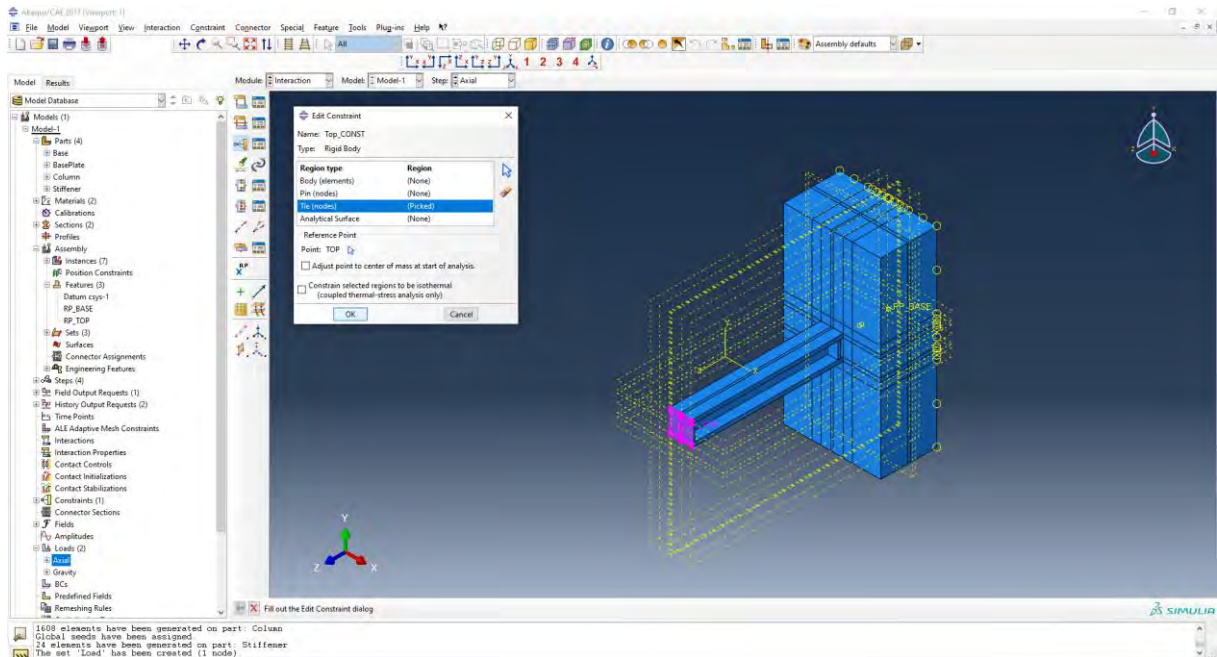 Abaqus/CAE 2017 [Viewport: 1]
File Model Viewport View Interaction Constraint Connector Special Feature Tools Plug-ins Help
All
Assembly defaults
1 2 3 4
Model Results
Module: Interaction Model: Model-1 Step: Axial
Model Database
Models (1)
Model-1
Parts (4)
Base
BasePlate
Column
Stiffener
Materials (2)
Calibrations
Sections (2)
Profiles
Assembly
Instances (7)
Position Constraints
Features (3)
Datum csys-1
RP_BASE
RP_TOP
Sets (3)
Surfaces
Connector Assignments
Engineering Features
Steps (4)
Field Output Requests (1)
History Output Requests (2)
Time Points
ALE Adaptive Mesh Constraints
Interactions
Interaction Properties
Contact Controls
Contact Initializations
Contact Stabilizations
Constraints (1)
Connector Sections
Fields
Amplitudes
Loads (2)
Axial
Gravity
BCs
Predefined Fields
Remeshing Rules
Edit Constraint
Name: Top_CONST
Type: Rigid Body
Region type Region
Body (elements) (None)
Pin (nodes) (None)
Tie (nodes) (Picked)
Analytical Surface (None)
Reference Point
Point: TOP
Adjust point to center of mass at start of analysis.
Constrain selected regions to be isothermal
(coupled thermal-stress analysis only)
OK Cancel
RP
RP_BASE
Y
Z X
Fill out the Edit Constraint dialog
SIMULIA
1608 elements have been generated on part: Column
Global seeds have been assigned.
24 elements have been generated on part: Stiffener
The set 'Load' has been created (1 node)